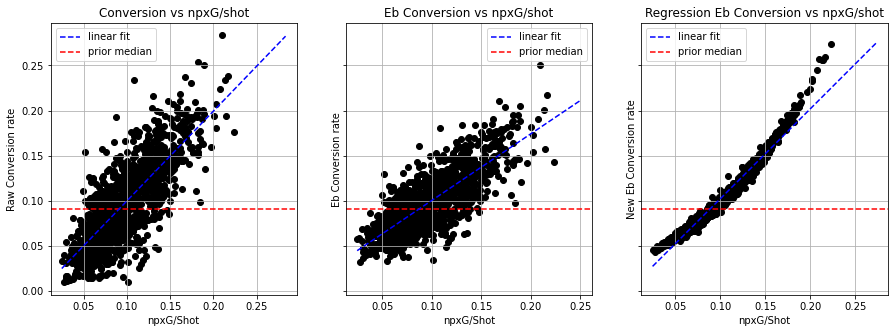 Conversion vs npxG/shot
linear fit
prior median
Raw Conversion rate
0.25
0.20
0.15
0.10
0.05
0.00
0.05 0.10 0.15 0.20 0.25
npxG/Shot
Eb Conversion vs npxG/shot
linear fit
prior median
Eb Conversion rate
0.05 0.10 0.15 0.20 0.25
npxG/Shot
Regression Eb Conversion vs npxG/shot
linear fit
prior median
New Eb Conversion rate
0.05 0.10 0.15 0.20 0.25
npxG/Shot